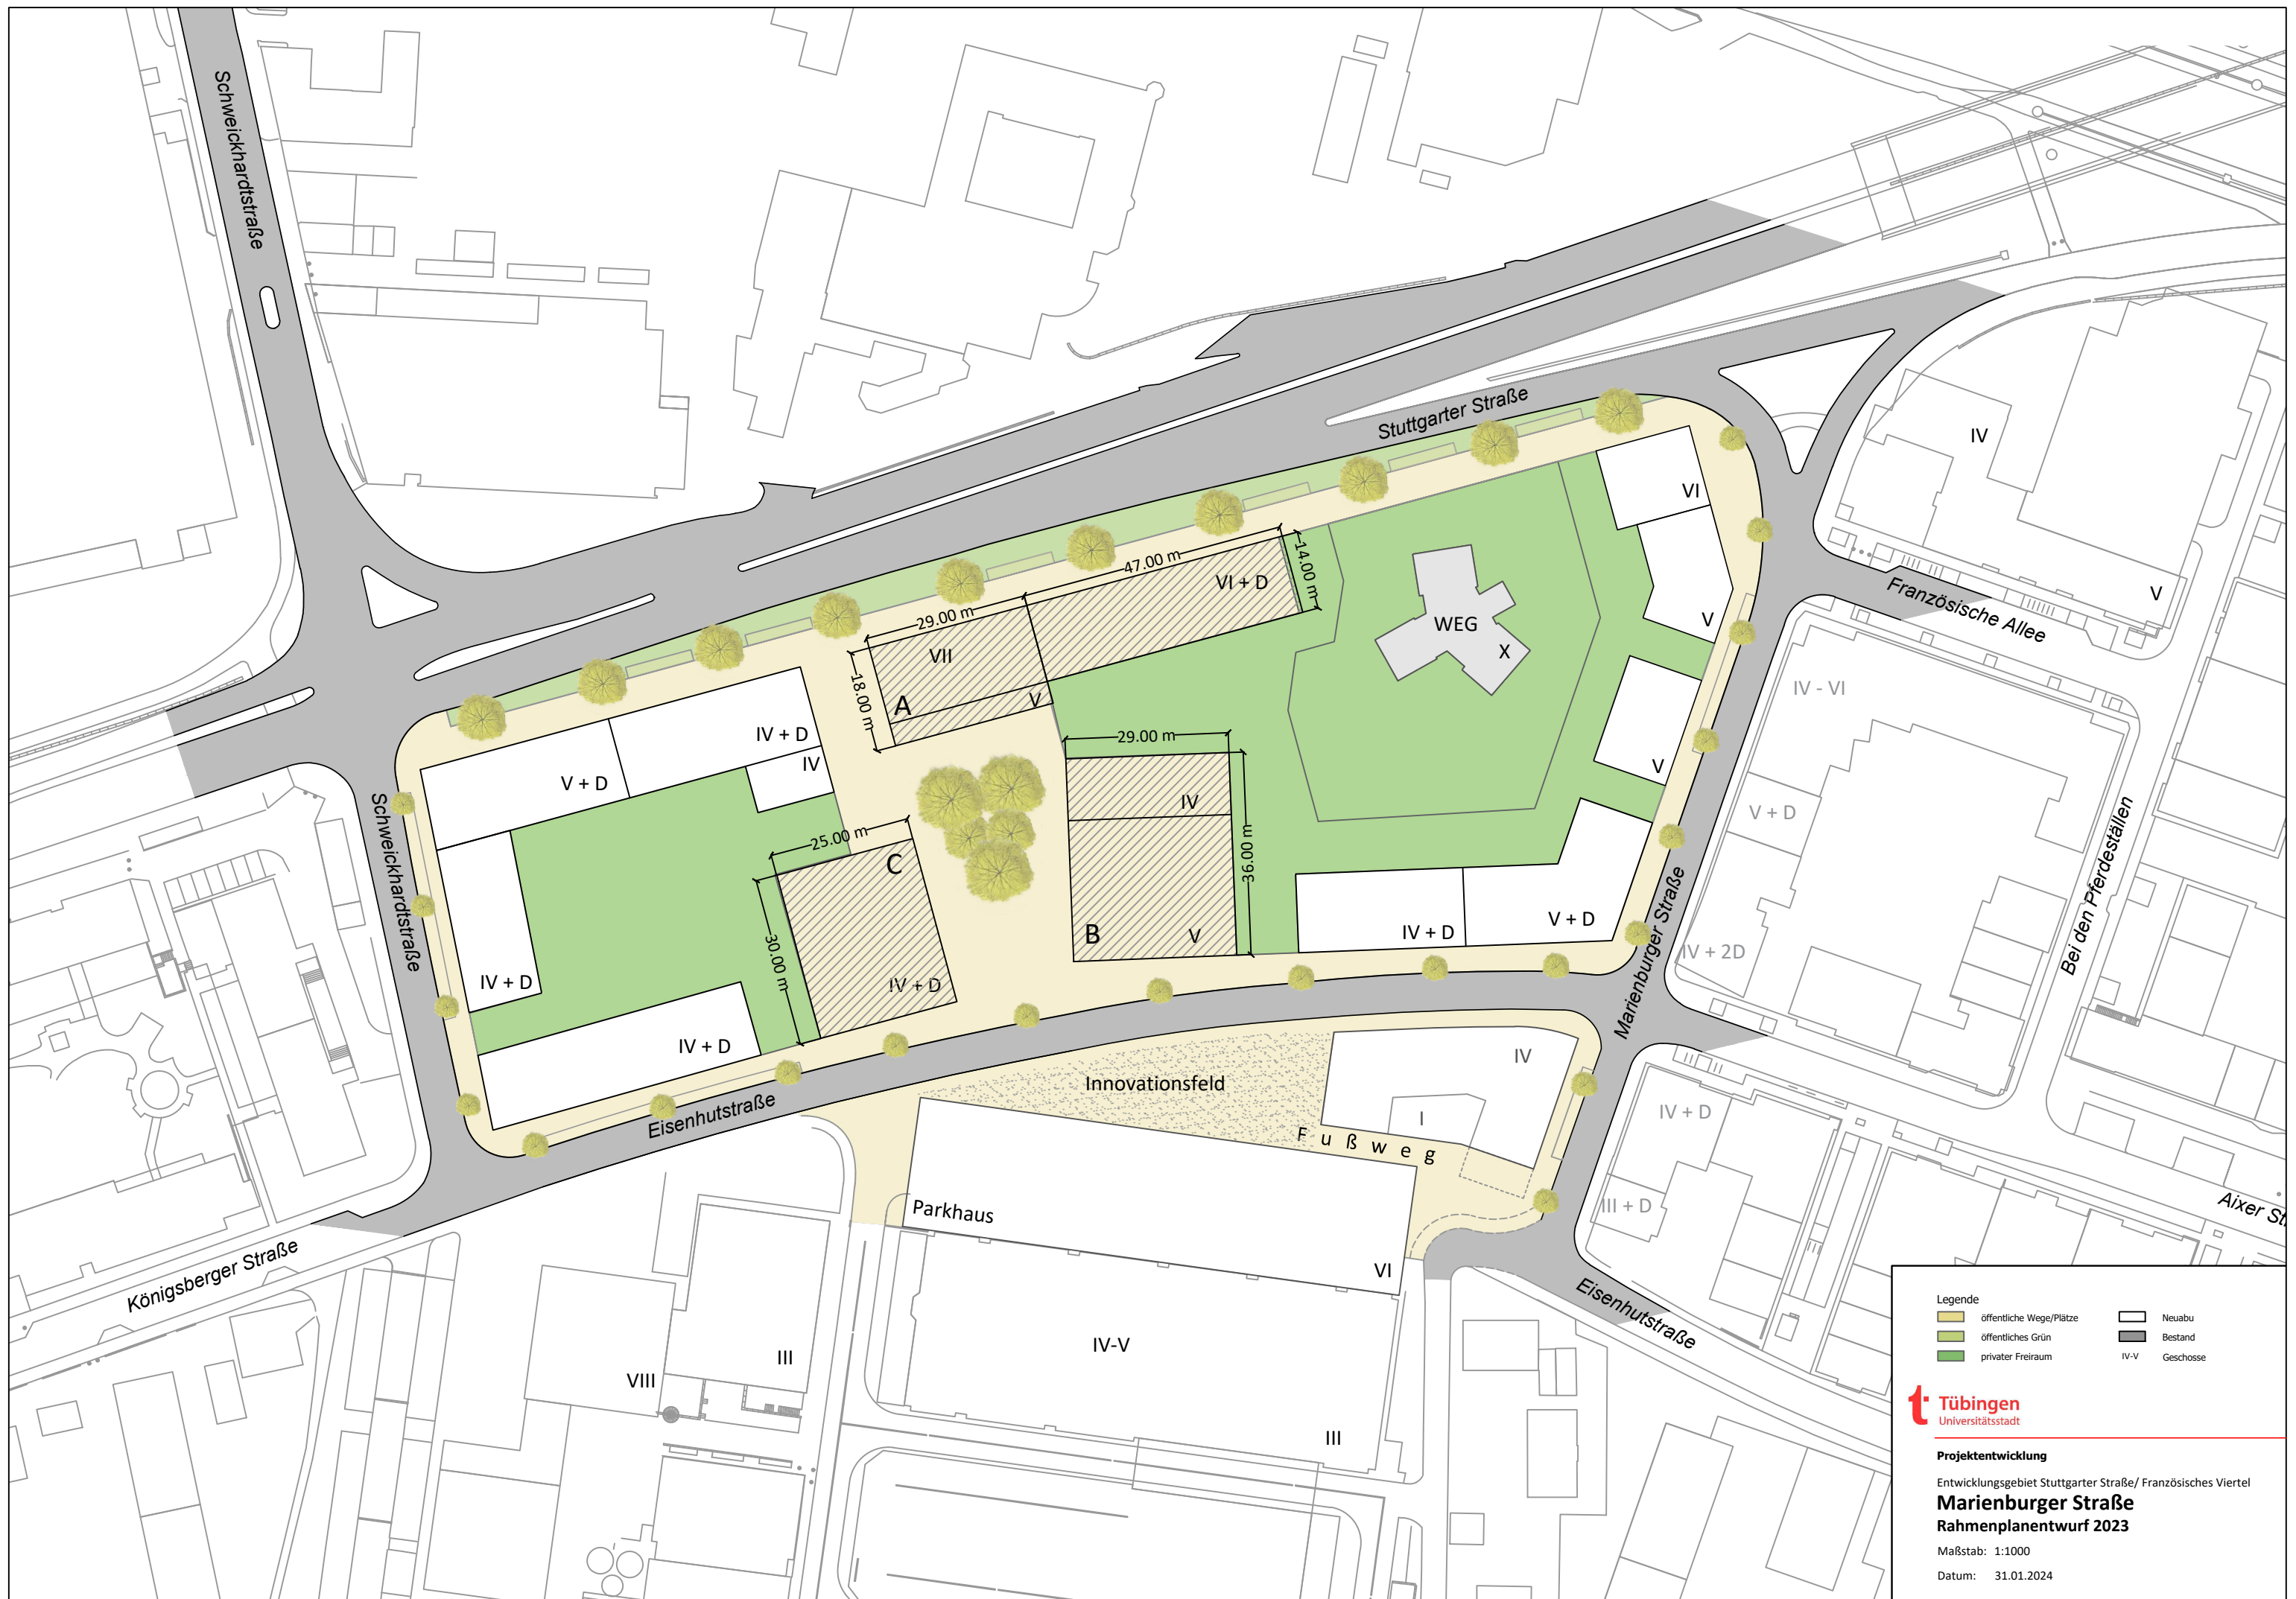 Schweickhardtstraße
Stuttgarter Straße
IV
VI
47.00 m
14.00 m
VI + D
V
Französische Allee
V
29.00 m
VII
WEG
X
18.00 m
A
V
IV - VI
IV + D
IV
V + D
29.00 m
V
IV
V + D
Schweickhardtstraße
25.00 m
C
36.00 m
Bei den Pferdeställen
30.00 m
B
V
IV + D
V + D
IV + 2D
Marienburger Straße
IV + D
IV + D
IV + D
Eisenhutstraße
Innovationsfeld
IV
I
Fußweg
IV + D
III + D
Aixer St
Parkhaus
VI
Königsberger Straße
Eisenhutstraße
IV-V
III
VIII
III
Legende
öffentliche Wege/Plätze
Neuabu
öffentliches Grün
Bestand
privater Freiraum
IV-V Geschosse
Tübingen
Universitätsstadt
Projektentwicklung
Entwicklungsgebiet Stuttgarter Straße/ Französisches Viertel
Marienburger Straße
Rahmenplanentwurf 2023
Maßstab: 1:1000
Datum: 31.01.2024